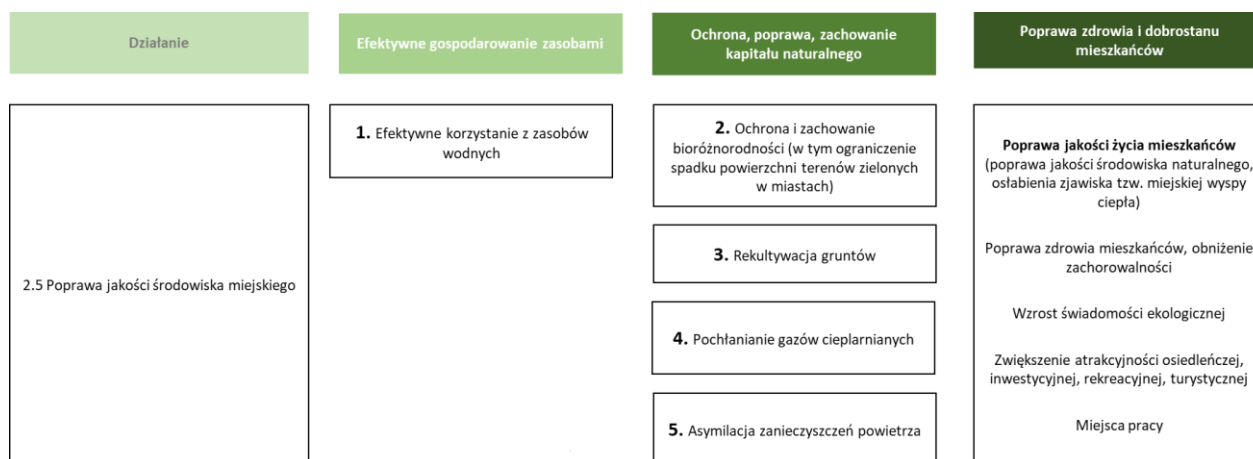 Działanie
Efektywne gospodarowanie zasobami
Ochrona, poprawa, zachowanie
kapitału naturalnego
Poprawa zdrowia i dobrostanu
mieszkańców
2.5 Poprawa jakości środowiska miejskiego
1. Efektywne korzystanie z zasobów
wodnych
2. Ochrona i zachowanie
bioróżnorodności (w tym ograniczenie
spadku powierzchni terenów zielonych
w miastach)
3. Rekultywacja gruntów
4. Pochłanianie gazów cieplarnianych
5. Asymilacja zanieczyszczeń powietrza
Poprawa jakości życia mieszkańców
(poprawa jakości środowiska naturalnego,
osłabienia zjawiska tzw. miejskiej wyspy
ciepła)
Poprawa zdrowia mieszkańców, obniżenie
zachorowalności
Wzrost świadomości ekologicznej
Zwiększenie atrakcyjności osiedleńczej,
inwestycyjnej, rekreacyjnej, turystycznej
Miejsca pracy